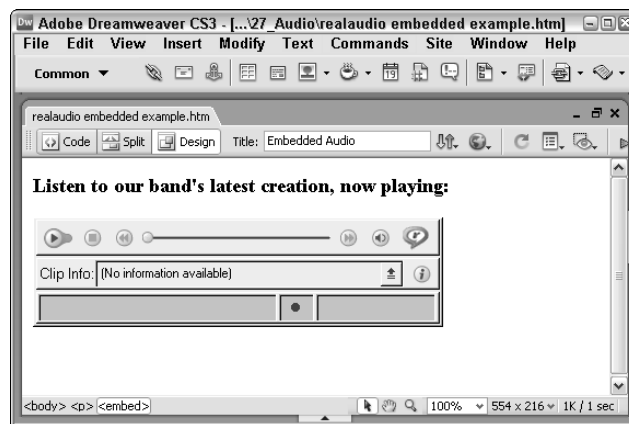 Dw Adobe Dreamweaver CS3 - [...\27_Audio\realaudio embedded example.htm]
File Edit View Insert Modify Text Commands Site Window Help
Common
19
realaudio embedded example.htm
Code Split Design Title: Embedded Audio
Listen to our band's latest creation, now playing:
Clip Info: (No information available)
<body> <p> <embed> 100% 554 x 216 1K / 1 sec